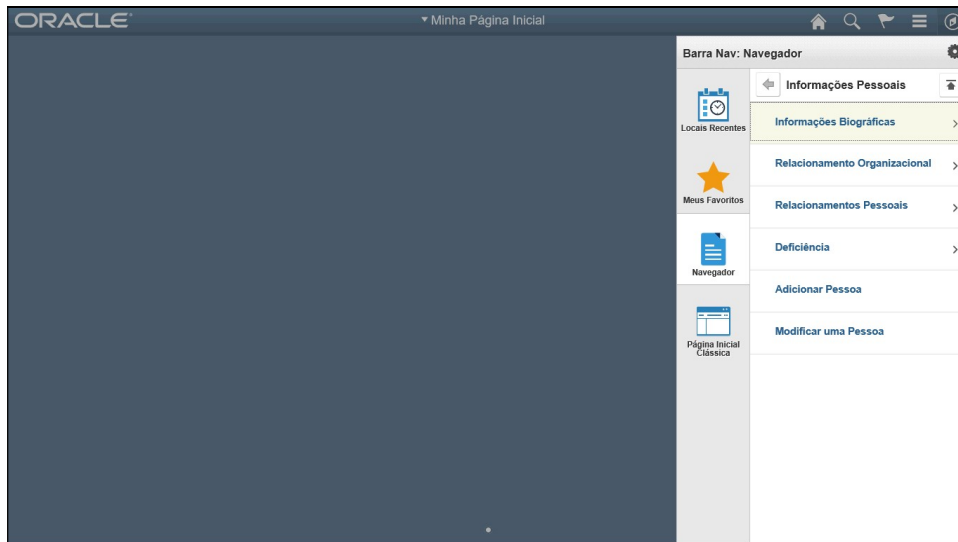 ORACLE
Minha Página Inicial
Barra Nav: Navegador
Locais Recentes
Meus Favoritos
Navegador
Página Inicial
Clássica
Informações Pessoais
Informações Biográficas
Relacionamento Organizacional
Relacionamentos Pessoais
Deficiência
Adicionar Pessoa
Modificar uma Pessoa